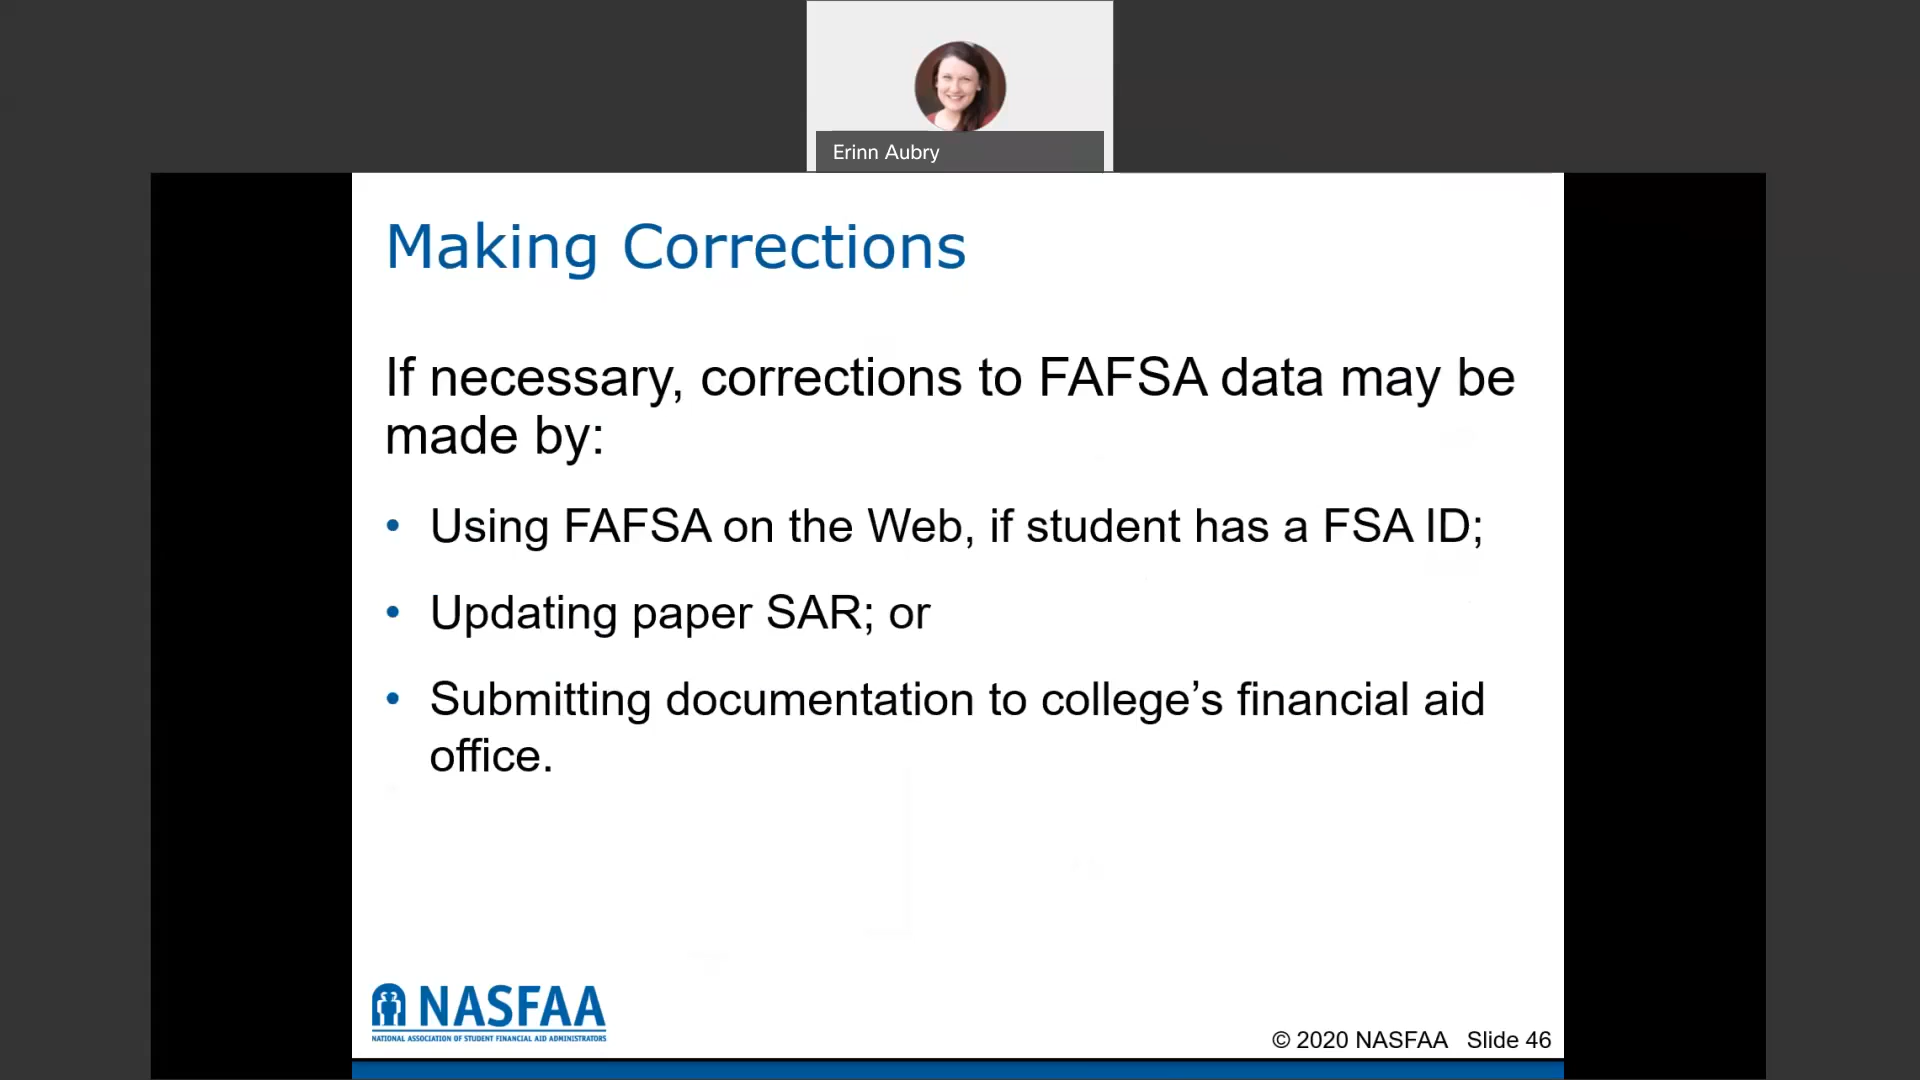 Erinn Aubry
Making Corrections
If necessary, corrections to FAFSA data may be
made by:
• Using FAFSA on the Web, if student has a FSA ID;
• Updating paper SAR; or
• Submitting documentation to college’s financial aid
office.
NASFAA
NATIONAL ASSOCIATION OF STUDENT FINANCIAL AID ADMINISTRATORS
© 2020 NASFAA Slide 46